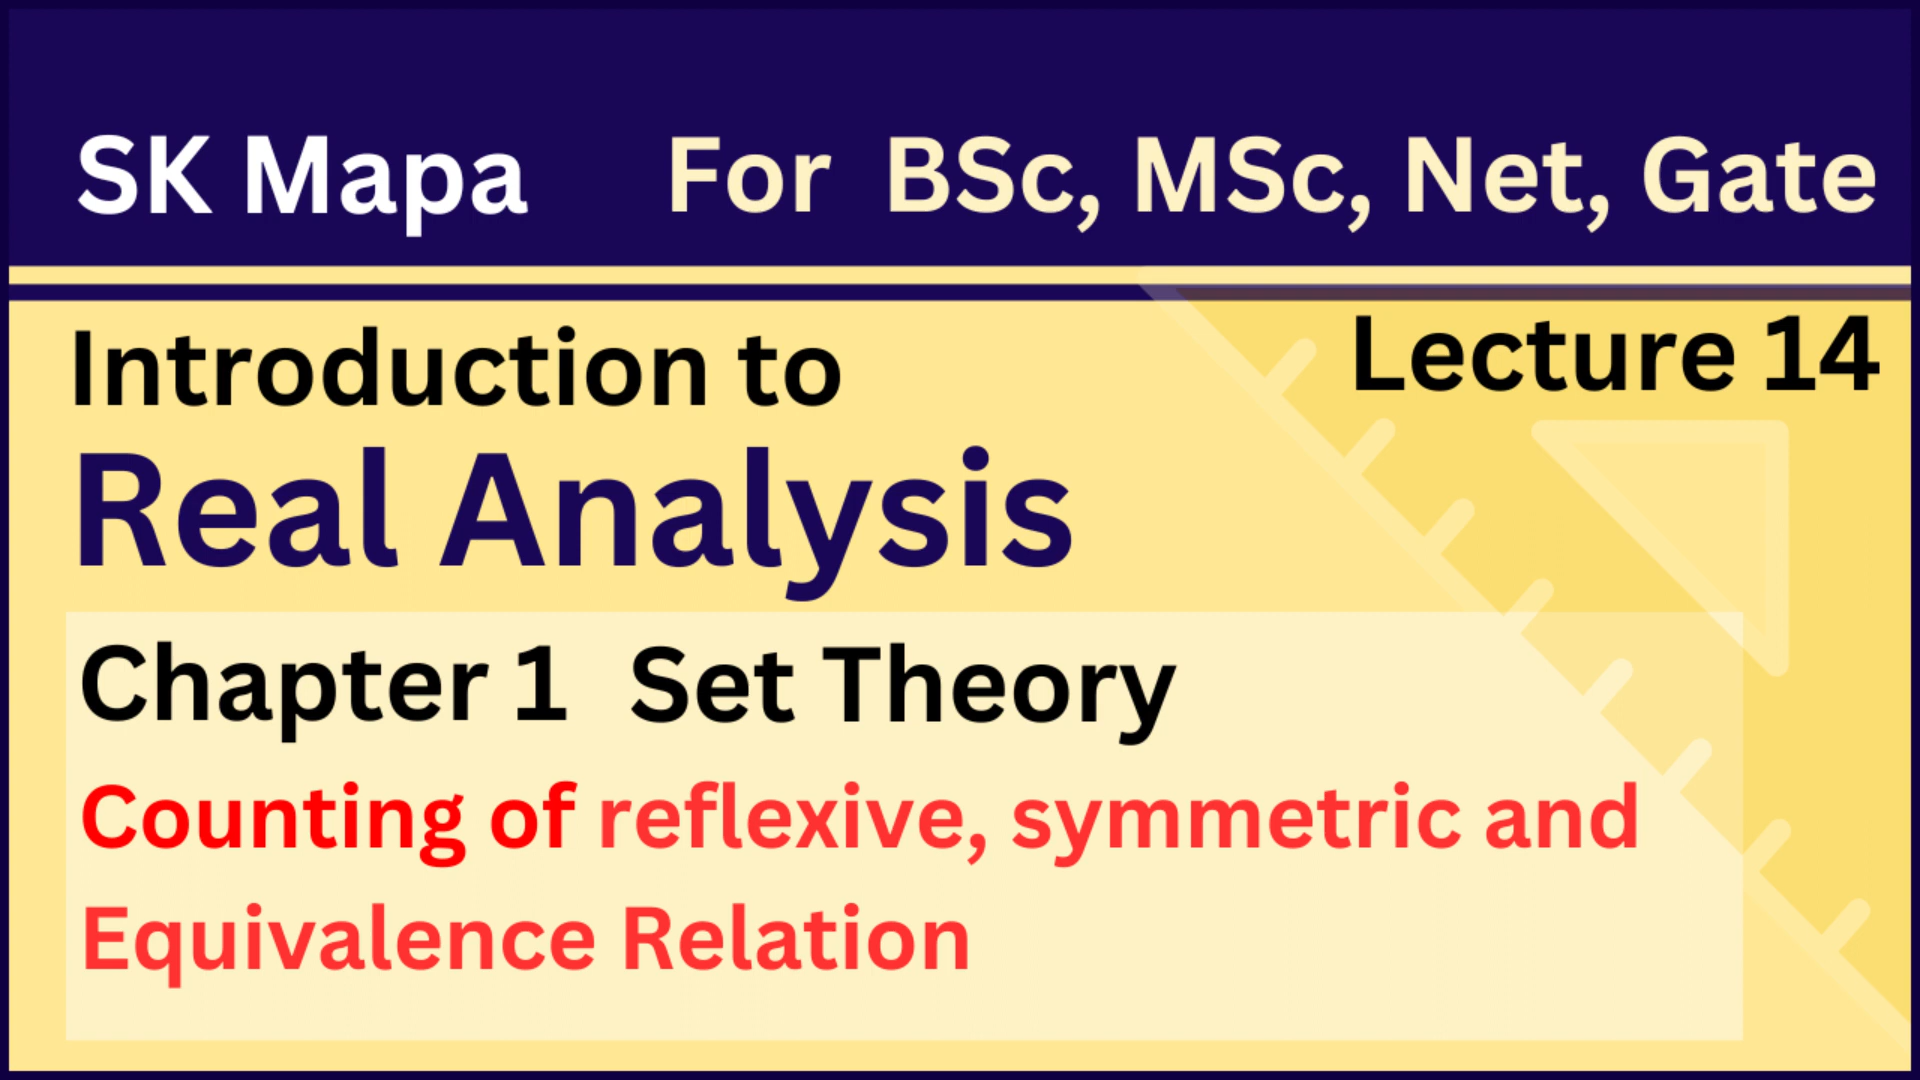 SK Mapa For BSc, MSc, Net, Gate
Introduction to
Lecture 14
Real Analysis
Chapter 1 Set Theory
Counting of reflexive, symmetric and
Equivalence Relation